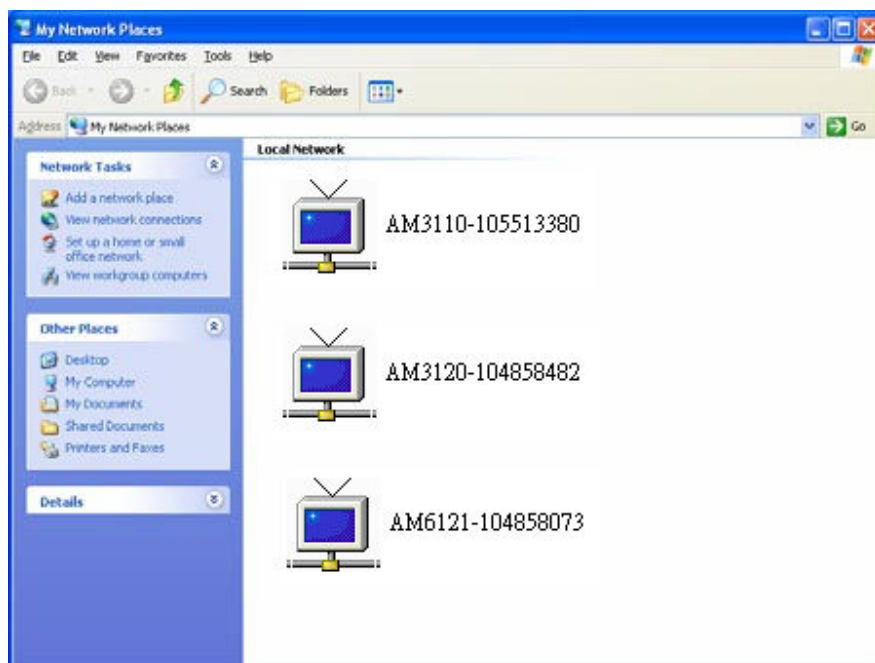 My Network Places
File Edit View Favorites Tools Help
Back Search Folders
Address My Network Places Go
Local Network
Network Tasks
Add a network place
View network connections
Set up a home or small
office network
View workgroup computers
AM3110-105513380
Other Places
Desktop
My Computer
My Documents
Shared Documents
Printers and Faxes
AM3120-104858482
Details
AM6121-104858073